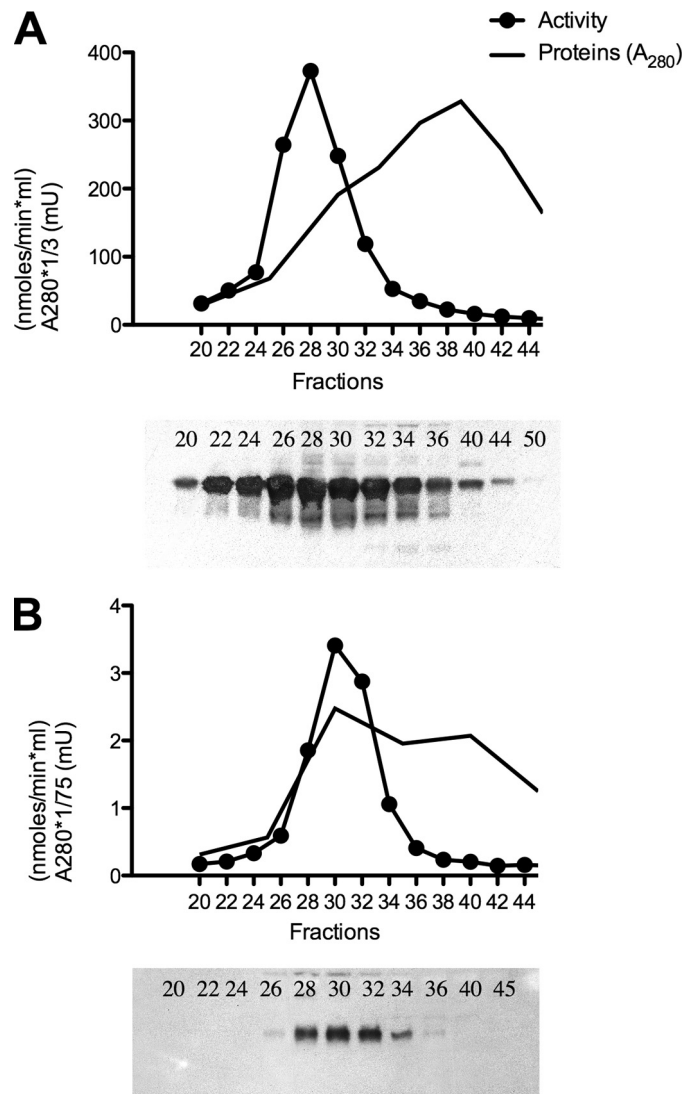 A
Activity
Proteins (A280)
400
300
200
100
0
(nmoles/min*ml)
A280*1/3 (mU)
20 22 24 26 28 30 32 34 36 38 40 42 44
Fractions
20 22 24 26 28 30 32 34 36 40 44 50
B
4
3
2
1
0
(nmoles/min*ml)
A280*1/75 (mU)
20 22 24 26 28 30 32 34 36 38 40 42 44
Fractions
20 22 24 26 28 30 32 34 36 40 45